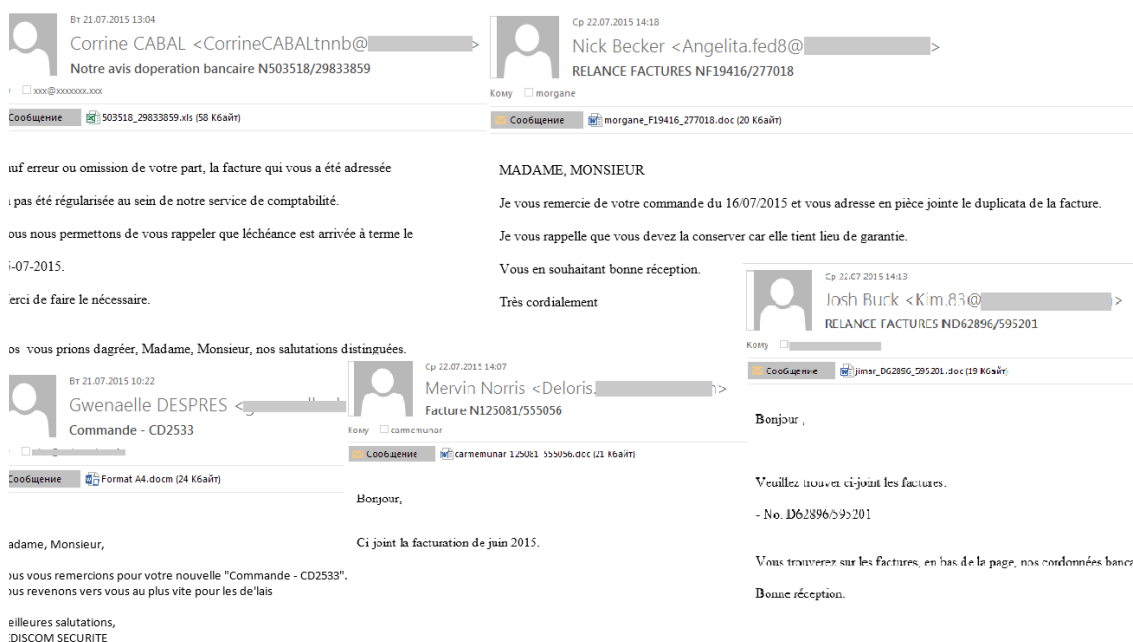 Вт 21.07.2015 13:04
Corrine CABAL <CorrineCABALtnnb@ >
Notre avis doperation bancaire N503518/29833859
xxx@xxxxxxx.xxx
Сообщение 503518_29833859.xls (58 Кбайт)
uf erreur ou omission de votre part, la facture qui vous a été adressée
pas été régularisée au sein de notre service de comptabilité.
ous nous permettons de vous rappeler que léchéance est arrivée à terme le
-07-2015.
erci de faire le nécessaire.
os vous prions dagréer, Madame, Monsieur, nos salutations distinguées.
Ср 22.07.2015 14:18
Nick Becker <Angelita.fed8@ >
RELANCE FACTURES NF19416/277018
Кому morgane
Сообщение morgane_F19416_277018.doc (20 Кбайт)
MADAME, MONSIEUR
Je vous remercie de votre commande du 16/07/2015 et vous adresse en pièce jointe le duplicata de la facture.
Je vous rappelle que vous devez la conserver car elle tient lieu de garantie.
Vous en souhaitant bonne réception.
Très cordialement
Вт 21.07.2015 10:22
Gwenaelle DESPRES <
Commande - CD2533
Сообщение Format A4.docm (24 Кбайт)
adame, Monsieur,
ous vous remercions pour votre nouvelle "Commande - CD2533".
ous revenons vers vous au plus vite pour les de'lais
eilleures salutations,
EDISCOM SECURITE
Ср 22.07.2015 14:07
Mervin Norris <Deloris. >
Facture N125081/555056
Кому carmemunar
Сообщение carmemunar 125081 555056.doc (21 Кбайт)
Bonjour,
Ci joint la facturation de juin 2015.
Ср 22.07.2015 14:13
Josh Buck <Kim.83@ >
RELANCE FACTURES ND62896/595201
Кому
Сообщение jimar_D62896_595201.doc (19 Кбайт)
Bonjour ,
Veuillez trouver ci-joint les factures.
- No. D62896/595201
Vous trouverez sur les factures, en bas de la page, nos cordonnées banca
Bonne réception.